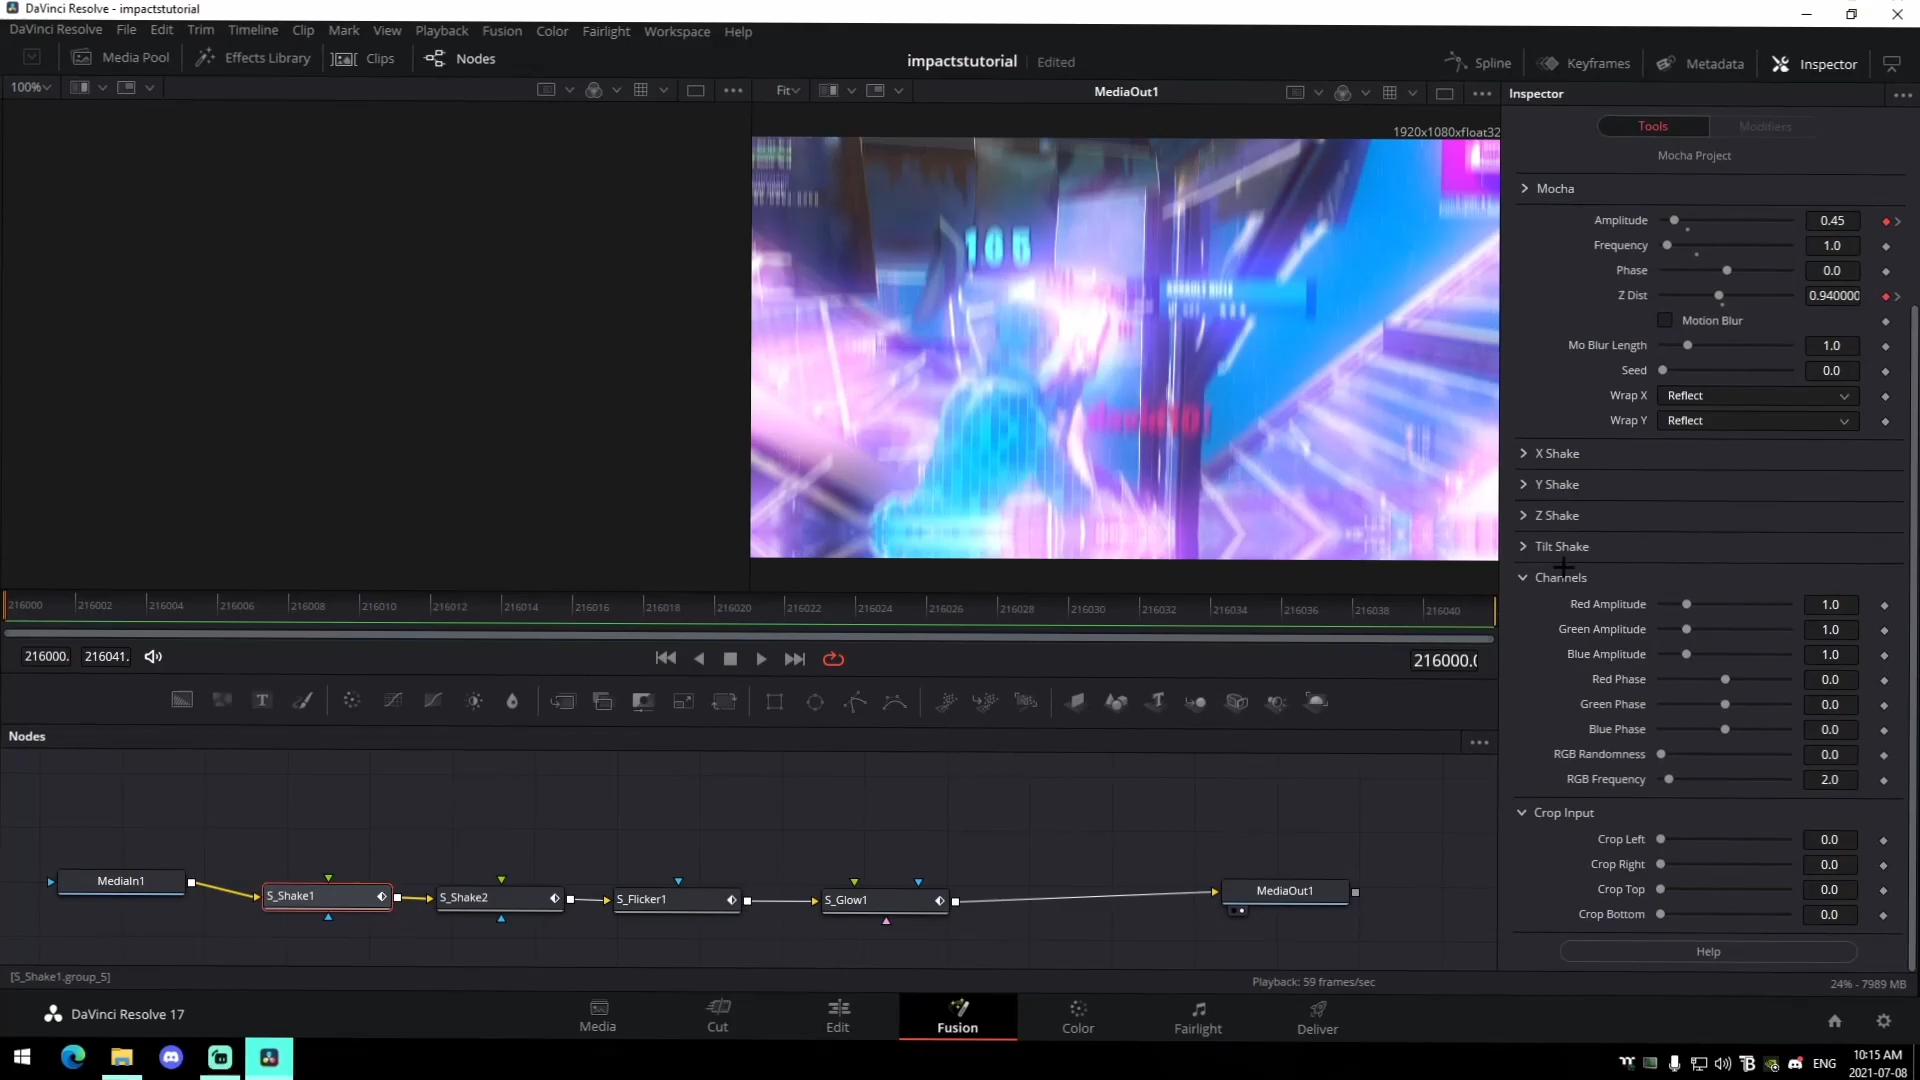 DaVinci Resolve - impactstutorial
DaVinci Resolve File Edit Trim Timeline Clip Mark View Playback Fusion Color Fairlight Workspace Help
Media Pool Effects Library Clips Nodes impactstutorial Edited Spline Keyframes Metadata Inspector
100% Fit MediaOut1 Inspector
1920x1080xfloat32
Tools Modifiers
Mocha Project
Mocha
Amplitude 0.45
Frequency 1.0
Phase 0.0
Z Dist 0.940000
Motion Blur
Mo Blur Length 1.0
Seed 0.0
Wrap X Reflect
Wrap Y Reflect
X Shake
Y Shake
Z Shake
Tilt Shake
Channels
Red Amplitude 1.0
Green Amplitude 1.0
Blue Amplitude 1.0
Red Phase 0.0
Green Phase 0.0
Blue Phase 0.0
RGB Randomness 0.0
RGB Frequency 2.0
Crop Input
Crop Left 0.0
Crop Right 0.0
Crop Top 0.0
Crop Bottom 0.0
Help
105
216000 216002 216004 216006 216008 216010 216012 216014 216016 216018 216020 216022 216024 216026 216028 216030 216032 216034 216036 216038 216040
216000. 216041. 216000.0
T T
Nodes
MediaIn1 S_Shake1 S_Shake2 S_Flicker1 S_Glow1 MediaOut1
[S_Shake1.group_5] Playback: 59 frames/sec 24% - 7989 MB
DaVinci Resolve 17 Media Cut Edit Fusion Color Fairlight Deliver
ENG 10:15 AM
2021-07-08